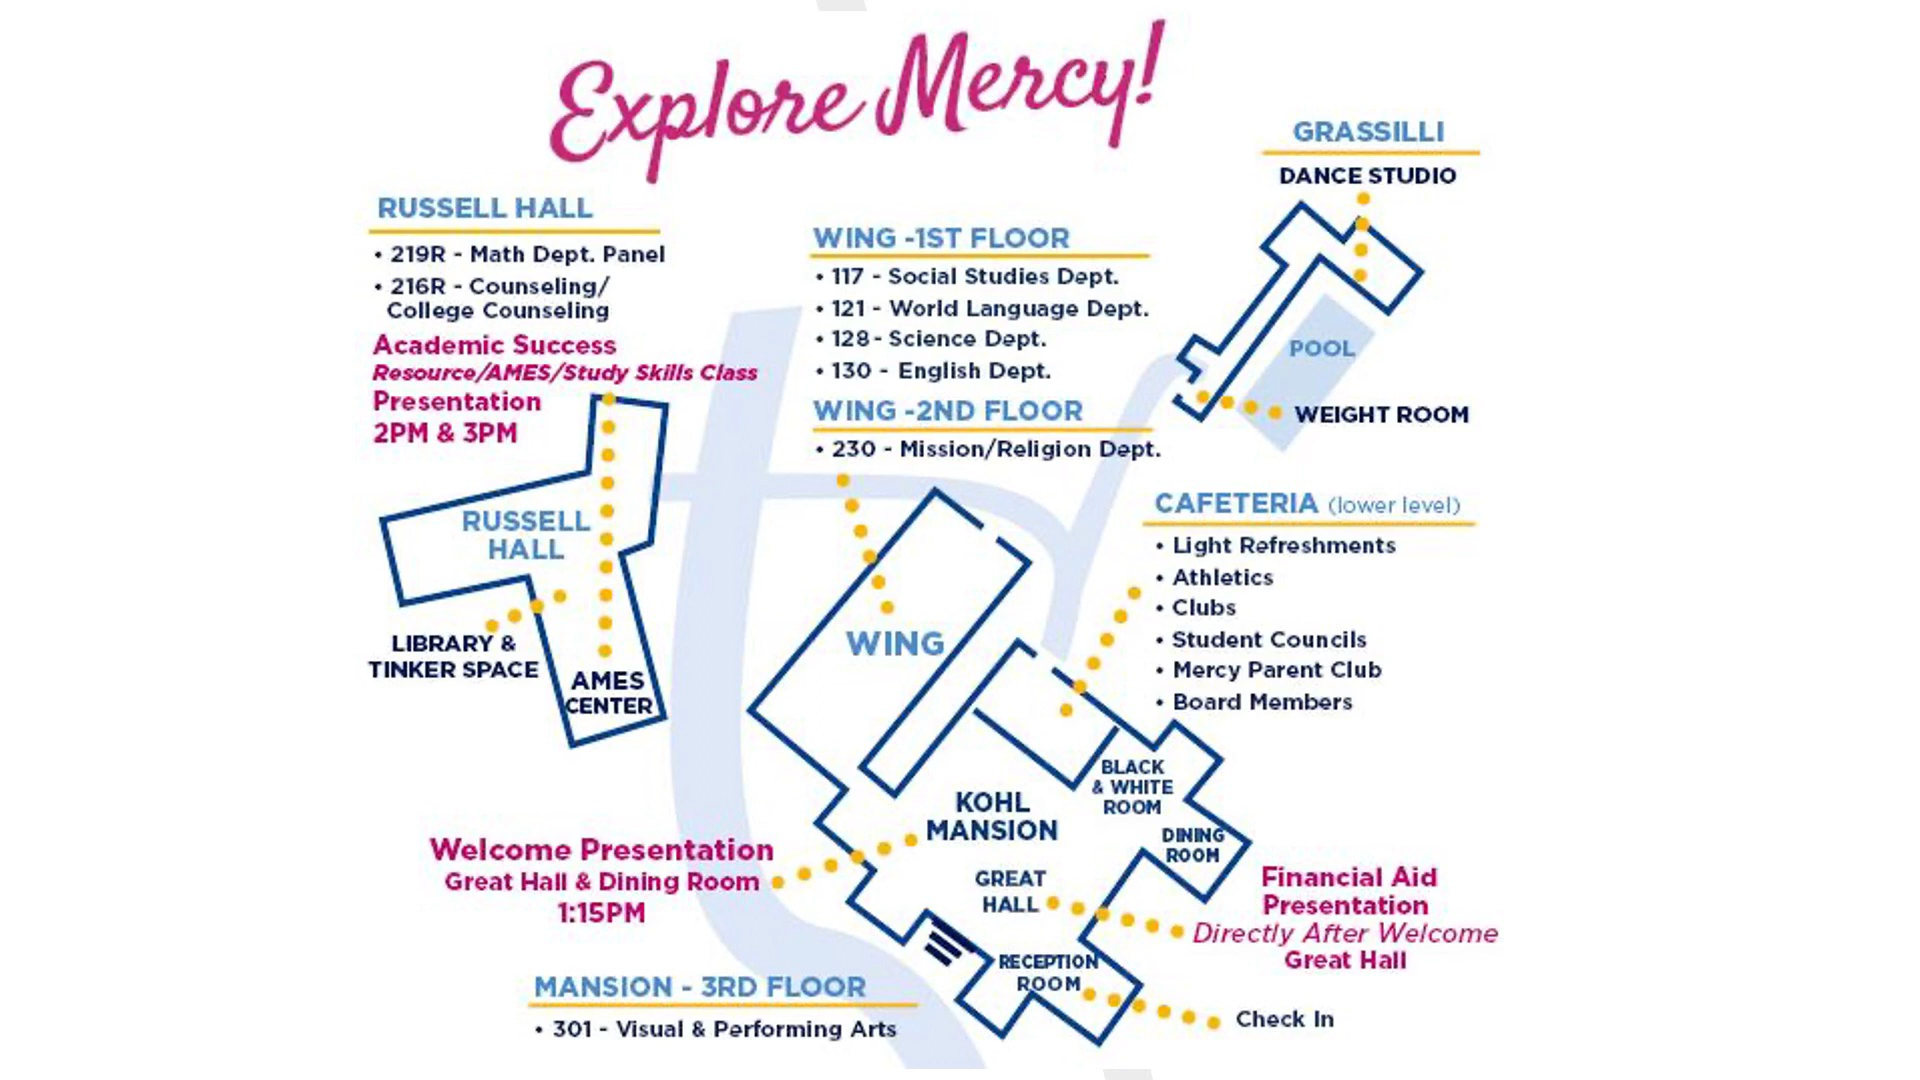 Explore Mercy!
GRASSILLI
DANCE STUDIO
POOL
WEIGHT ROOM
RUSSELL HALL
• 219R - Math Dept. Panel
• 216R - Counseling/
College Counseling
Academic Success
Resource/AMES/Study Skills Class
Presentation
2PM & 3PM
RUSSELL
HALL
LIBRARY &
TINKER SPACE
AMES
CENTER
WING -1ST FLOOR
• 117 - Social Studies Dept.
• 121 - World Language Dept.
• 128- Science Dept.
• 130 - English Dept.
WING -2ND FLOOR
• 230 - Mission/Religion Dept.
WING
CAFETERIA (lower level)
• Light Refreshments
• Athletics
• Clubs
• Student Councils
• Mercy Parent Club
• Board Members
BLACK
& WHITE
ROOM
KOHL
MANSION
DINING
ROOM
GREAT
HALL
RECEPTION
ROOM
Welcome Presentation
Great Hall & Dining Room
1:15PM
Financial Aid
Presentation
Directly After Welcome
Great Hall
Check In
MANSION - 3RD FLOOR
• 301 - Visual & Performing Arts